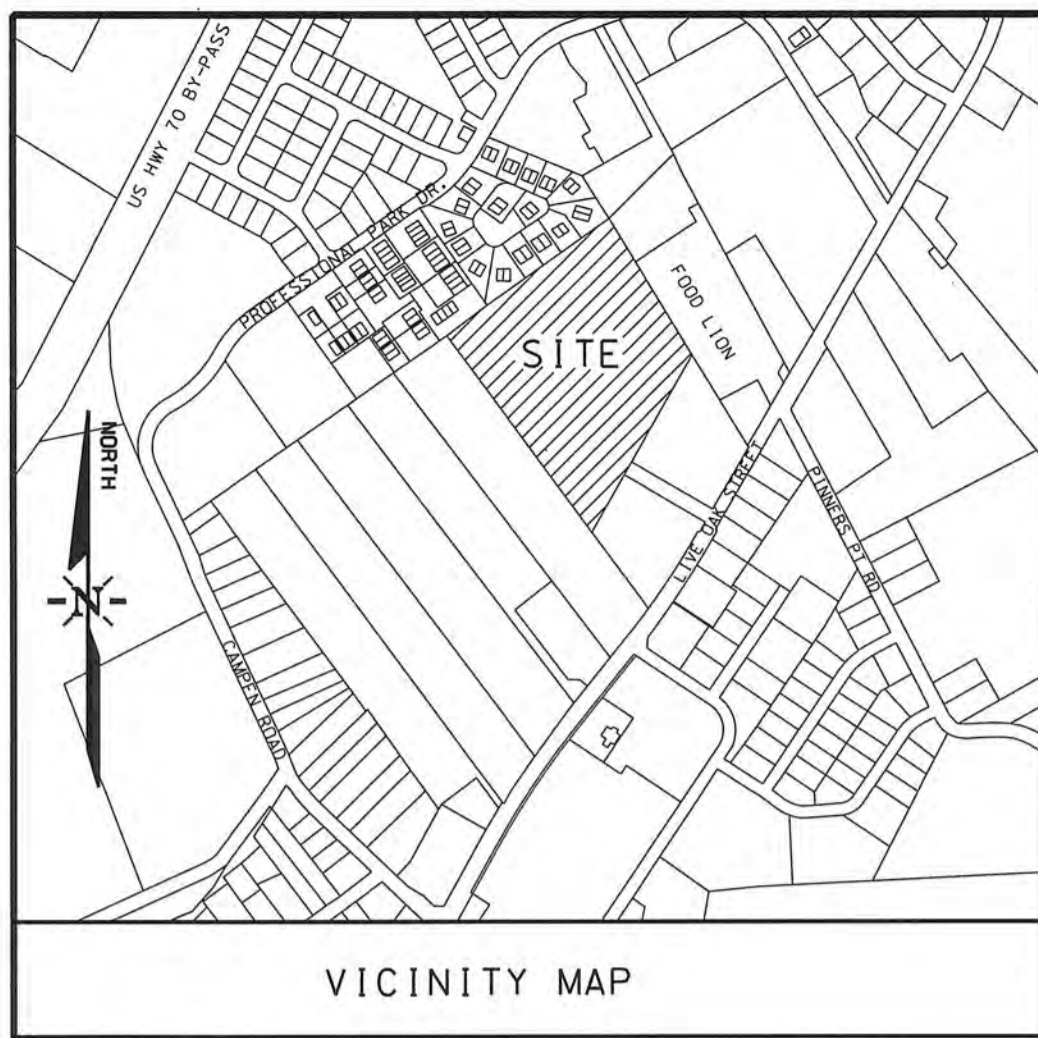 US HWY 70 BY-PASS
PROFESSIONAL PARK DR.
FOOD LION
SITE
NORTH
N
LIVE OAK STREET
PINNERS PT RD
CAMPEN ROAD
VICINITY MAP